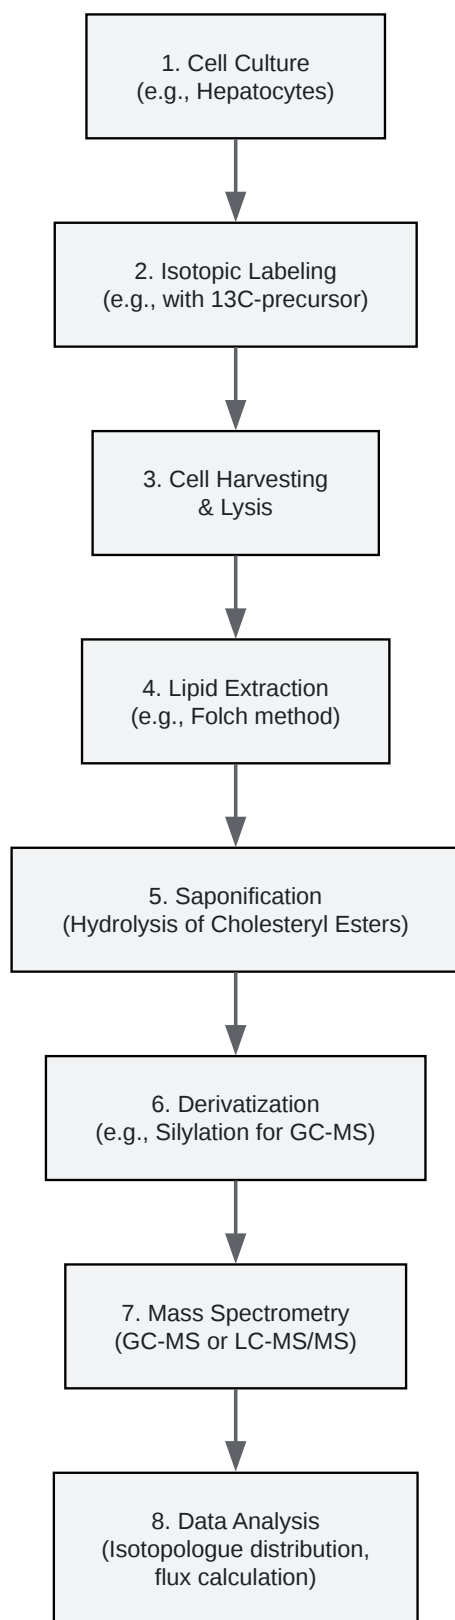 1. Cell Culture
(e.g., Hepatocytes)
2. Isotopic Labeling
(e.g., with 13C-precursor)
3. Cell Harvesting
& Lysis
4. Lipid Extraction
(e.g., Folch method)
5. Saponification
(Hydrolysis of Cholesteryl Esters)
6. Derivatization
(e.g., Silylation for GC-MS)
7. Mass Spectrometry
(GC-MS or LC-MS/MS)
8. Data Analysis
(Isotopologue distribution,
flux calculation)